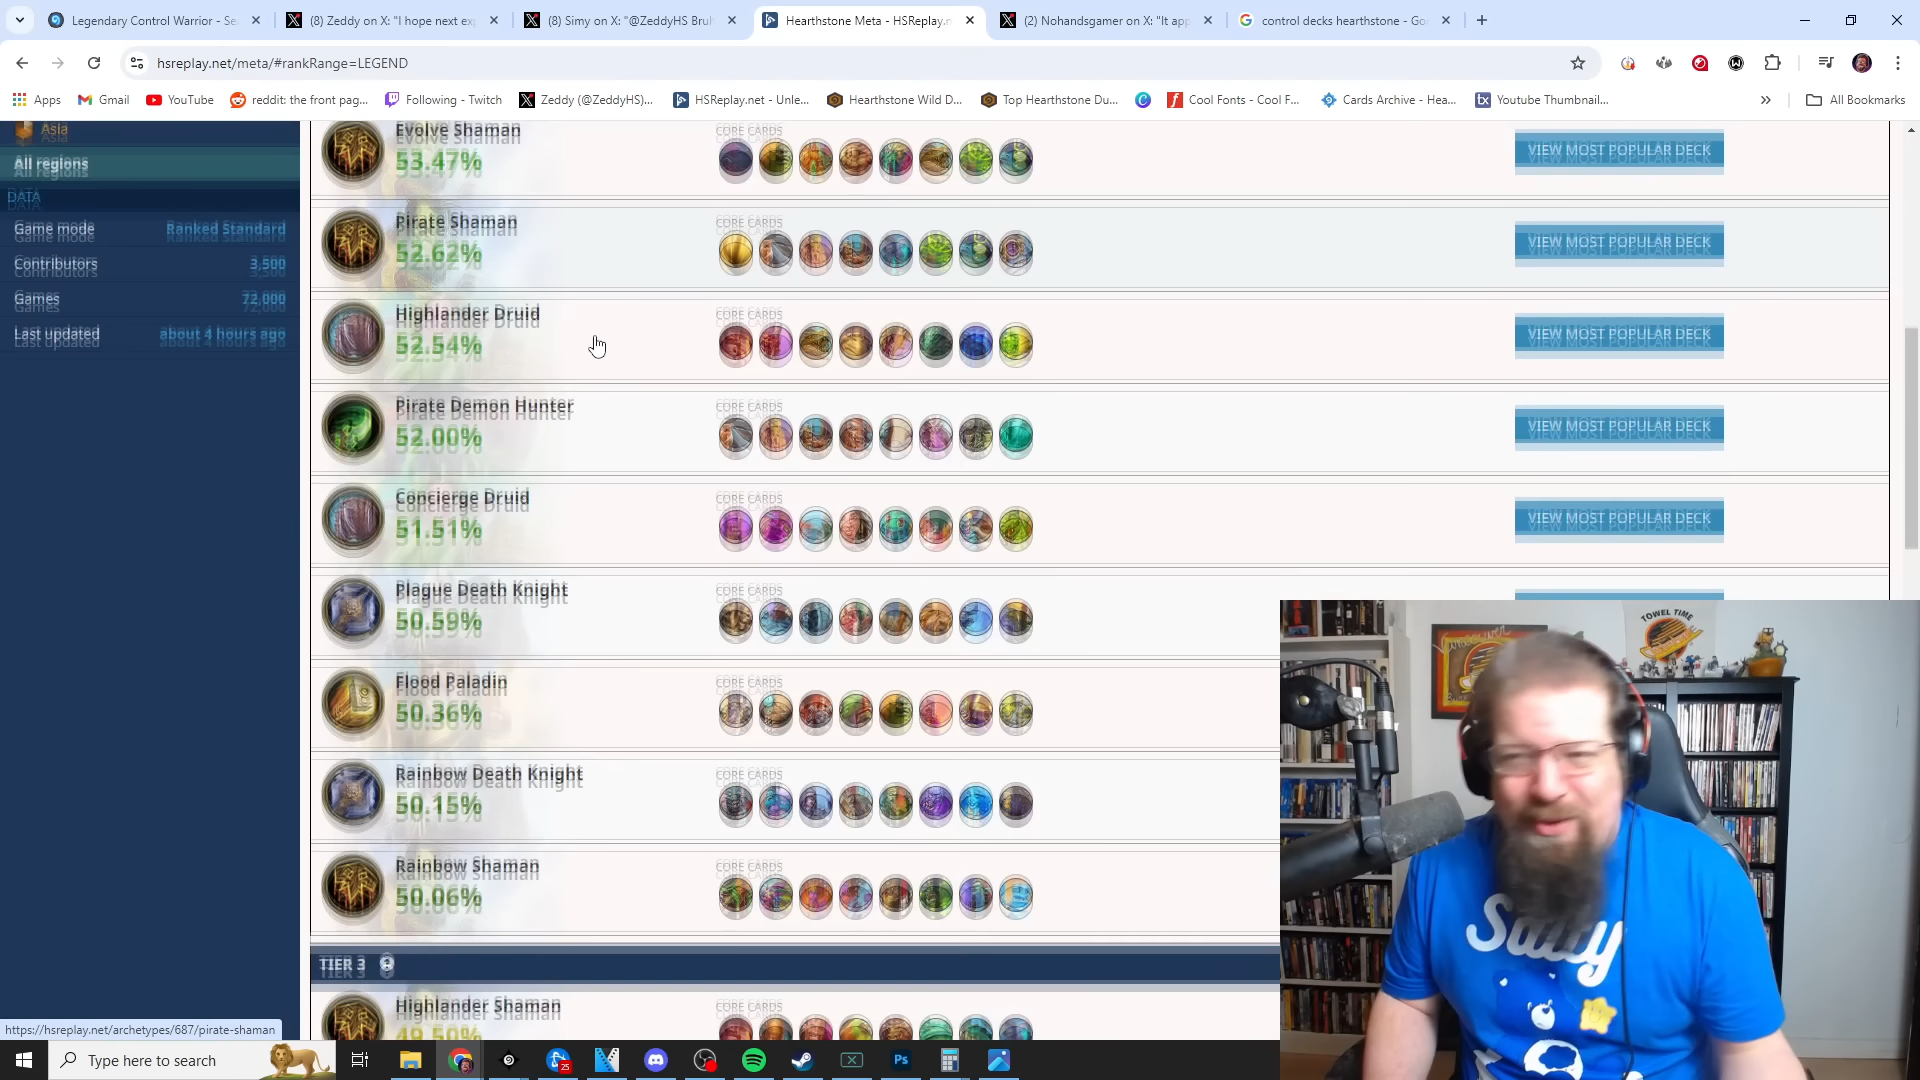 Legendary Control Warrior - Se
(8) Zeddy on X: "I hope next exp
(8) Simy on X: "@ZeddyHS Bruh
Hearthstone Meta - HSReplay.n
(2) Nohandsgamer on X: "It app
control decks hearthstone - Goo
hsreplay.net/meta/#rankRange=LEGEND
Apps
Gmail
YouTube
reddit: the front pag...
Following - Twitch
Zeddy (@ZeddyHS)...
HSReplay.net - Unle...
Hearthstone Wild D...
Top Hearthstone Du...
Cool Fonts - Cool F...
Cards Archive - Hea...
Youtube Thumbnail...
All Bookmarks
Asia
All regions
DATA
Game mode Ranked Standard
Contributors 3,500
Games 72,000
Last updated about 4 hours ago
Evolve Shaman
53.47%
CORE CARDS
VIEW MOST POPULAR DECK
Pirate Shaman
52.62%
CORE CARDS
VIEW MOST POPULAR DECK
Highlander Druid
52.54%
CORE CARDS
VIEW MOST POPULAR DECK
Pirate Demon Hunter
52.00%
CORE CARDS
VIEW MOST POPULAR DECK
Concierge Druid
51.51%
CORE CARDS
VIEW MOST POPULAR DECK
Plague Death Knight
50.59%
CORE CARDS
Flood Paladin
50.36%
CORE CARDS
Rainbow Death Knight
50.15%
CORE CARDS
Rainbow Shaman
50.06%
CORE CARDS
TIER 3
Highlander Shaman
49.50%
CORE CARDS
TOWEL TIME
Salty
https://hsreplay.net/archetypes/687/pirate-shaman
Type here to search
25
Ps